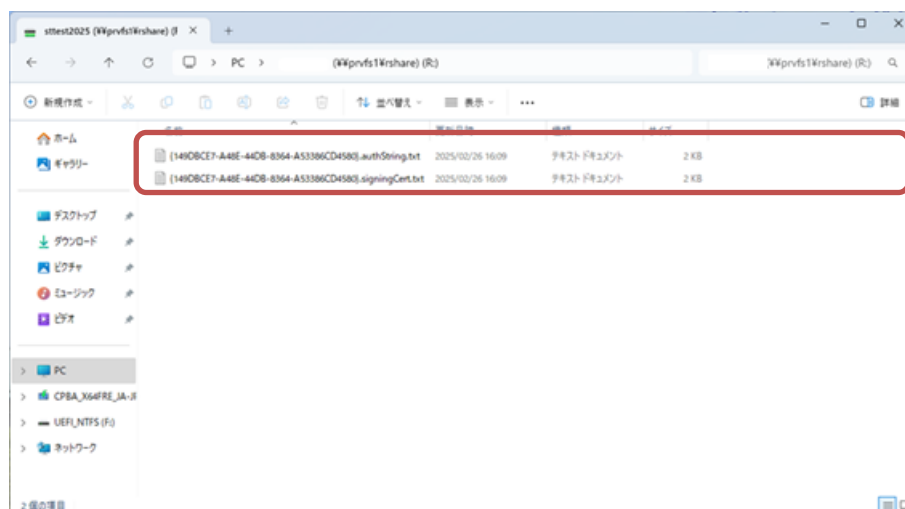 sttest2025 (¥¥prvfs1¥rshare) (F
PC > (¥¥prvfs1¥rshare) (R:)
¥¥prvfs1¥rshare) (R:)
新規作成
並べ替え
表示
詳細
ホーム
ギャラリー
デスクトップ
ダウンロード
ピクチャ
ミュージック
ビデオ
PC
CPBA_X64FRE_JA-JF
UEFI_NTFS (F:)
ネットワーク
{149DBCE7-A48E-44DB-8364-A53386CD4580}.authString.txt 2025/02/26 16:09 テキスト ドキュメント 2 KB
{149DBCE7-A48E-44DB-8364-A53386CD4580}.signingCert.txt 2025/02/26 16:09 テキスト ドキュメント 2 KB
2 個の項目